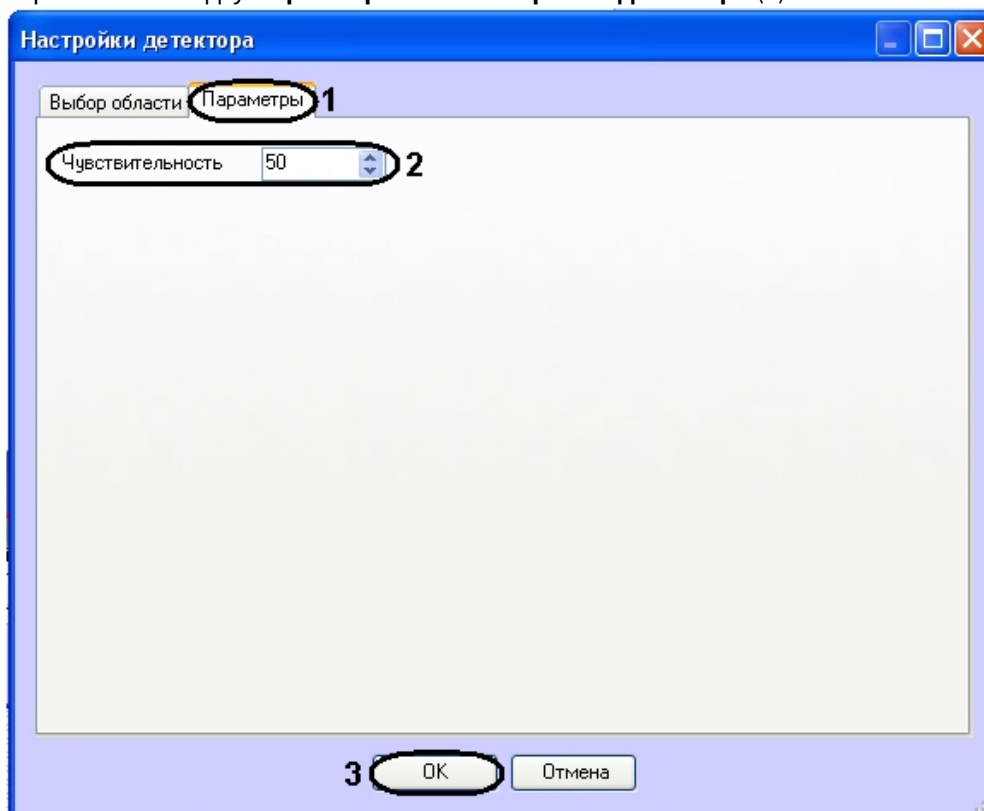 Настройки детектора
Выбор области Параметры 1
Чувствительность 50 2
3 OK Отмена